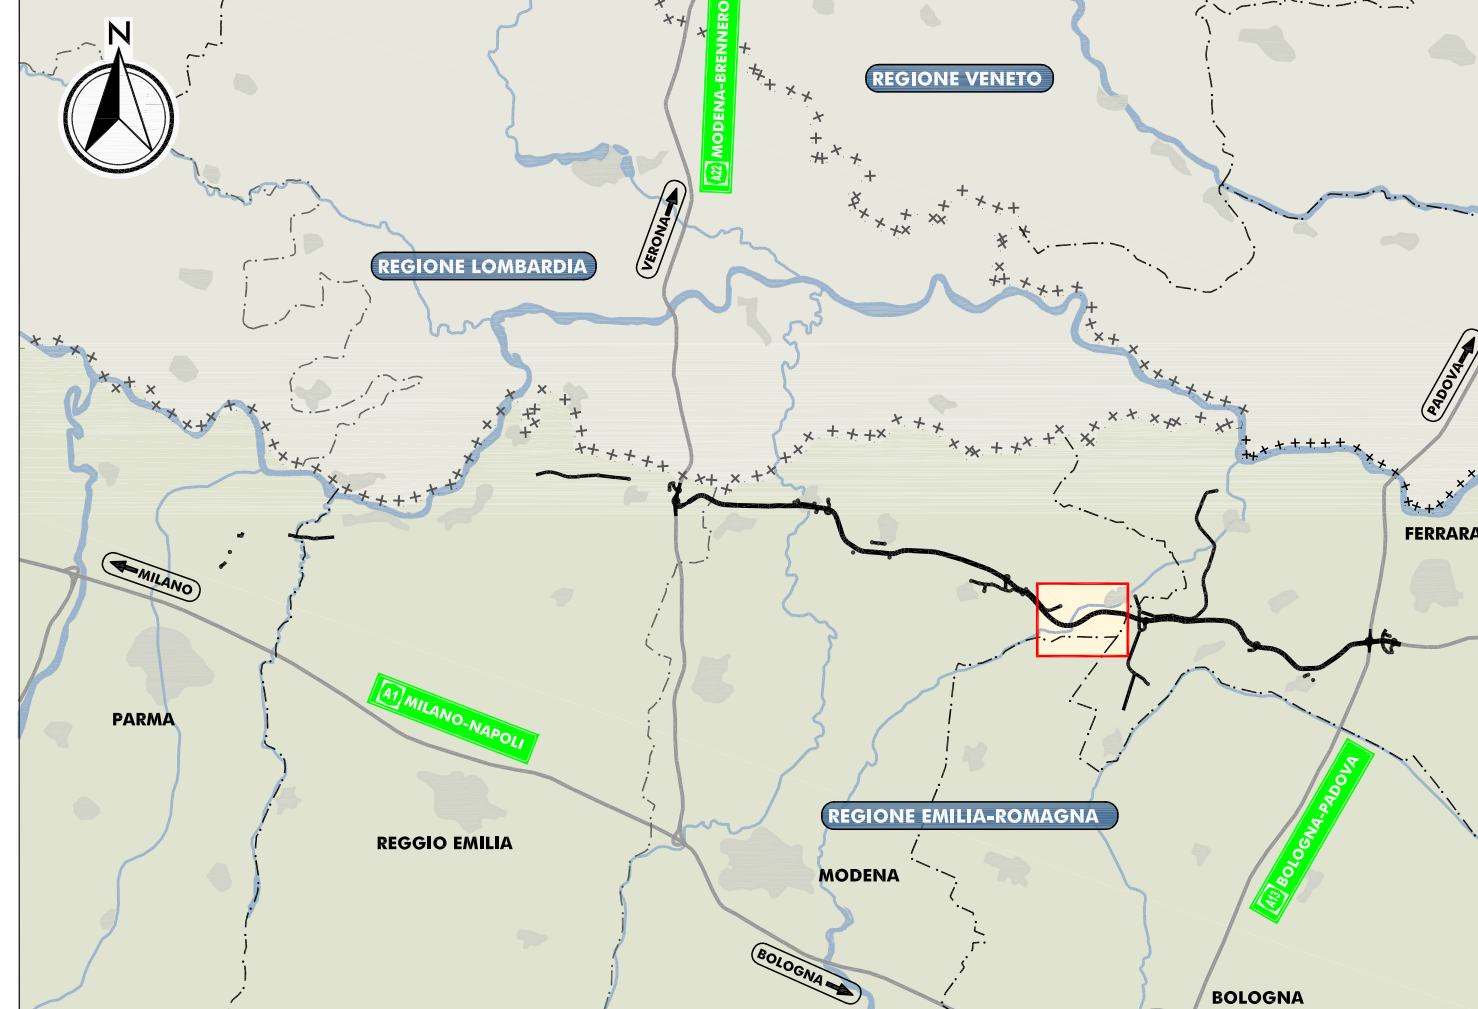 N
A22 MODENA-BRENNERO
REGIONE VENETO
VERONA
REGIONE LOMBARDIA
PADOVA
FERRARA
MILANO
PARMA
A1 MILANO-NAPOLI
REGIONE EMILIA-ROMAGNA
REGGIO EMILIA
MODENA
A13 BOLOGNA-PADOVA
BOLOGNA
BOLOGNA